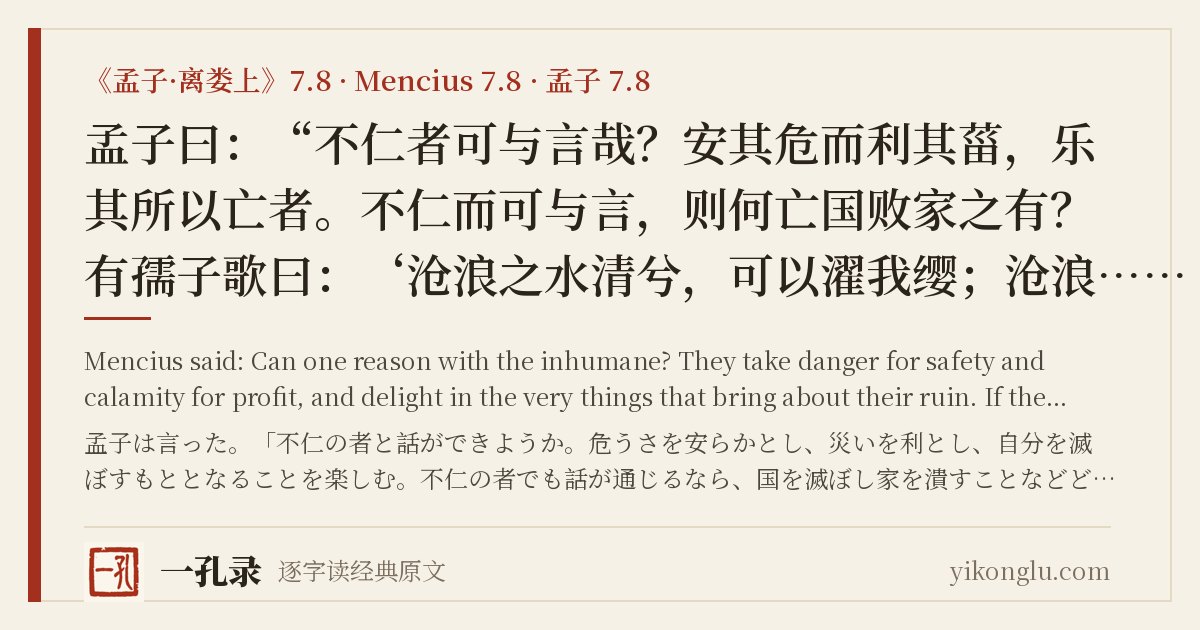 《孟子·离娄上》7.8 · Mencius 7.8 · 孟子 7.8
孟子曰：“不仁者可与言哉？安其危而利其菑，乐
其所以亡者。不仁而可与言，则何亡国败家之有？
有孺子歌曰：‘沧浪之水清兮，可以濯我缨；沧浪……
Mencius said: Can one reason with the inhumane? They take danger for safety and
calamity for profit, and delight in the very things that bring about their ruin. If the...
孟子は言った。「不仁の者と話ができようか。危うさを安らかとし、災いを利とし、自分を滅
ぼすもととなることを楽しむ。不仁の者でも話が通じるなら、国を滅ぼし家を潰すことなどど…
一孔
一孔录 逐字读经典原文 yikonglu.com